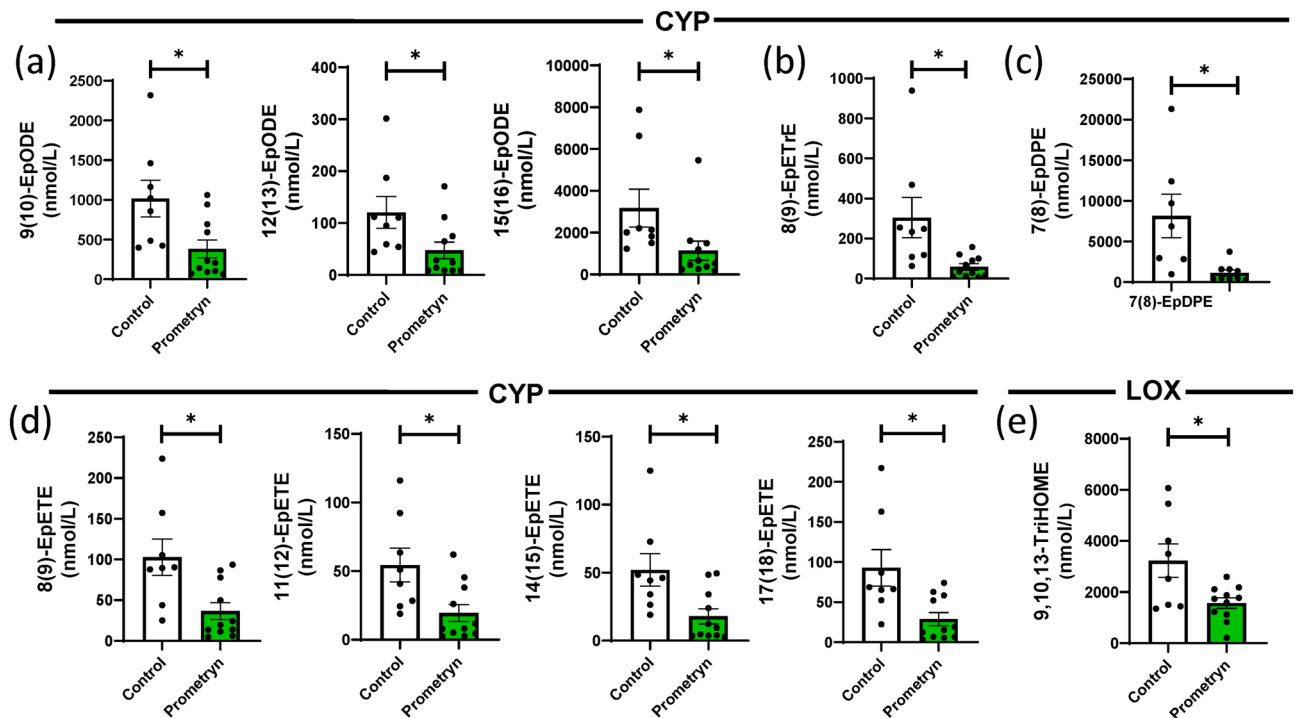 CYP
(a)
9(10)-EpODE
(nmol/L)
2500
2000
1500
1000
500
0
*
Control
Prometryn
12(13)-EpODE
(nmol/L)
400
300
200
100
0
*
Control
Prometryn
15(16)-EpODE
(nmol/L)
10000
8000
6000
4000
2000
0
*
Control
Prometryn
(b)
8(9)-EpETrE
(nmol/L)
1000
800
600
400
200
0
*
Control
Prometryn
(c)
7(8)-EpDPE
(nmol/L)
25000
20000
15000
10000
5000
0
*
7(8)-EpDPE
CYP
(d)
8(9)-EpETE
(nmol/L)
250
200
150
100
50
0
*
Control
Prometryn
11(12)-EpETE
(nmol/L)
150
100
50
0
*
Control
Prometryn
14(15)-EpETE
(nmol/L)
150
100
50
0
*
Control
Prometryn
17(18)-EpETE
(nmol/L)
250
200
150
100
50
0
*
Control
Prometryn
LOX
(e)
9,10,13-TriHOME
(nmol/L)
8000
6000
4000
2000
0
*
Control
Prometryn